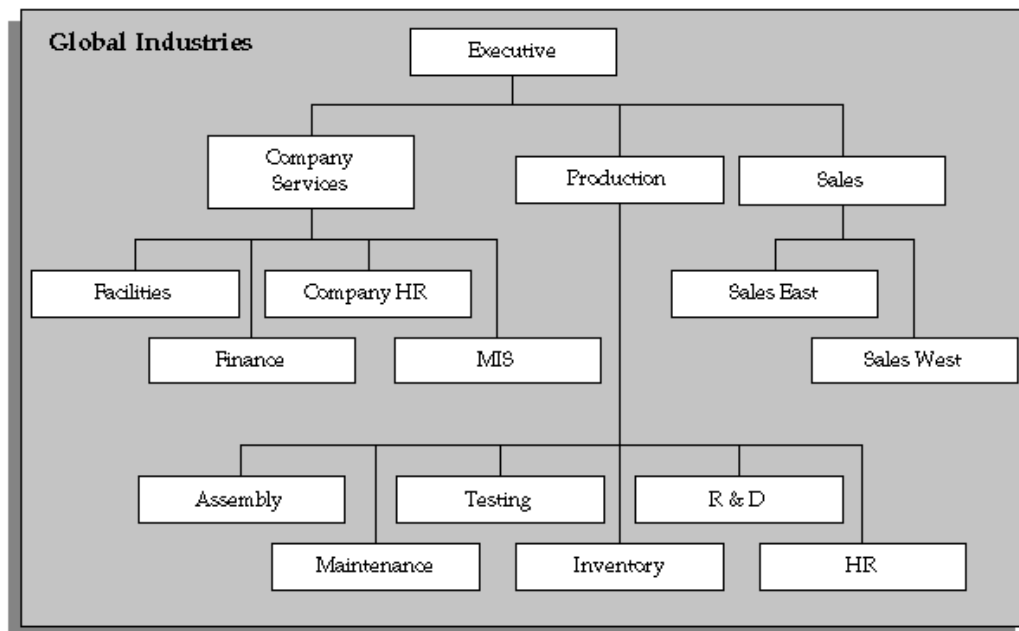 Global Industries
Executive
Company
Services
Production
Sales
Facilities
Company HR
Sales East
Finance
MIS
Sales West
Assembly
Testing
R & D
Maintenance
Inventory
HR